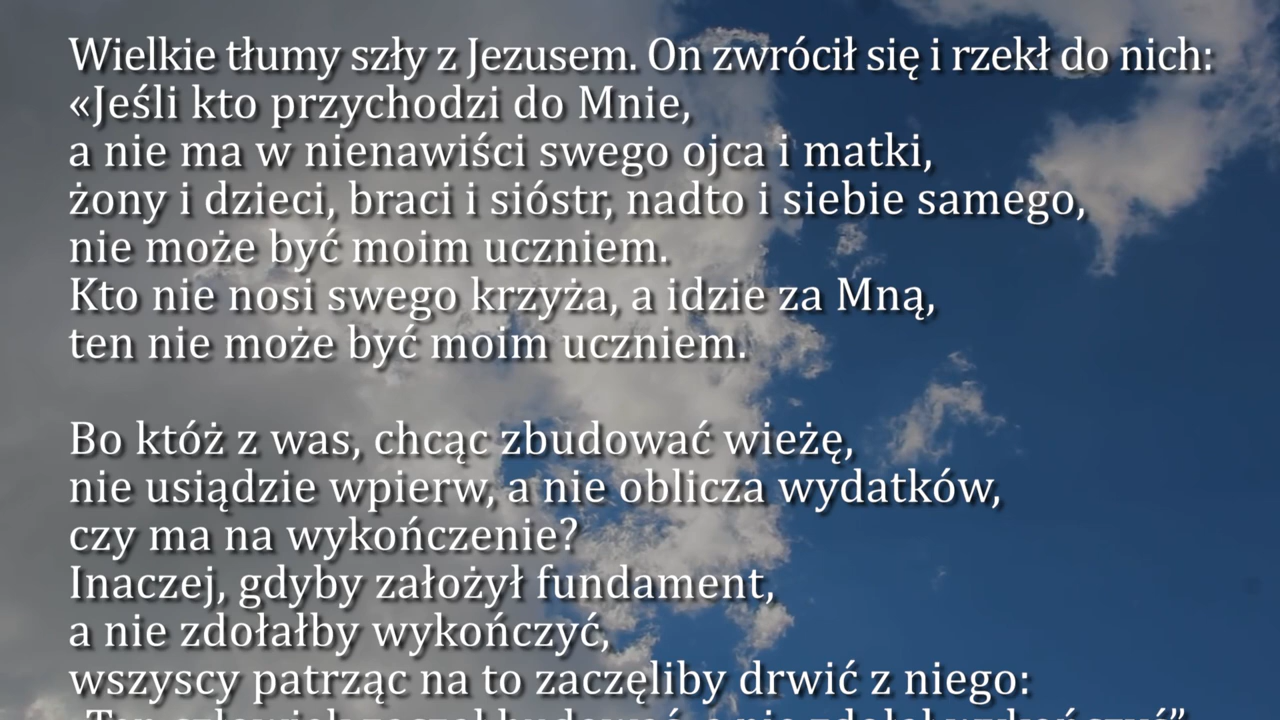 Wielkie tłumy szły z Jezusem. On zwrócił się i rzekł do nich:
«Jeśli kto przychodzi do Mnie,
a nie ma w nienawiści swego ojca i matki,
żony i dzieci, braci i sióstr, nadto i siebie samego,
nie może być moim uczniem.
Kto nie nosi swego krzyża, a idzie za Mną,
ten nie może być moim uczniem.
Bo któż z was, chcąc zbudować wieżę,
nie usiądzie wpierw, a nie oblicza wydatków,
czy ma na wykończenie?
Inaczej, gdyby założył fundament,
a nie zdołałby wykończyć,
wszyscy patrząc na to zaczęliby drwić z niego: